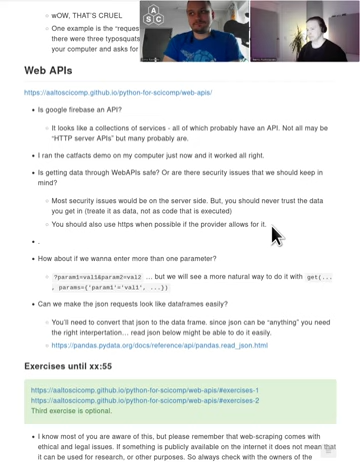 wOW, THAT'S CRUEL
One example is the "reques
there were three typosquats
your computer and asks for
ASC
Web APIs
https://aaltoscicomp.github.io/python-for-scicomp/web-apis/
Is google firebase an API?
It looks like a collections of services - all of which probably have an API. Not all may be
"HTTP server APIs" but many probably are.
I ran the catfacts demo on my computer just now and it worked all right.
Is getting data through WebAPIs safe? Or are there security issues that we should keep in
mind?
Most security issues would be on the server side. But, you should never trust the data
you get in (treate it as data, not as code that is executed)
You should also use https when possible if the provider allows for it.
.
How about if we wanna enter more than one parameter?
?param1=val1&param2=val2 ... but we will see a more natural way to do it with get(...
, params={'param1'='val1', ...})
Can we make the json requests look like dataframes easily?
You'll need to convert that json to the data frame. since json can be "anything" you need
the right interpertation... read json below might be able to do it easily.
https://pandas.pydata.org/docs/reference/api/pandas.read_json.html
Exercises until xx:55
https://aaltoscicomp.github.io/python-for-scicomp/web-apis/#exercises-1
https://aaltoscicomp.github.io/python-for-scicomp/web-apis/#exercises-2
Third exercise is optional.
I know most of you are aware of this, but please remember that web-scraping comes with
ethical and legal issues. If something is publicly available on the internet it does not mean that
it can be used for research, or other purposes. So always check with the owners of the